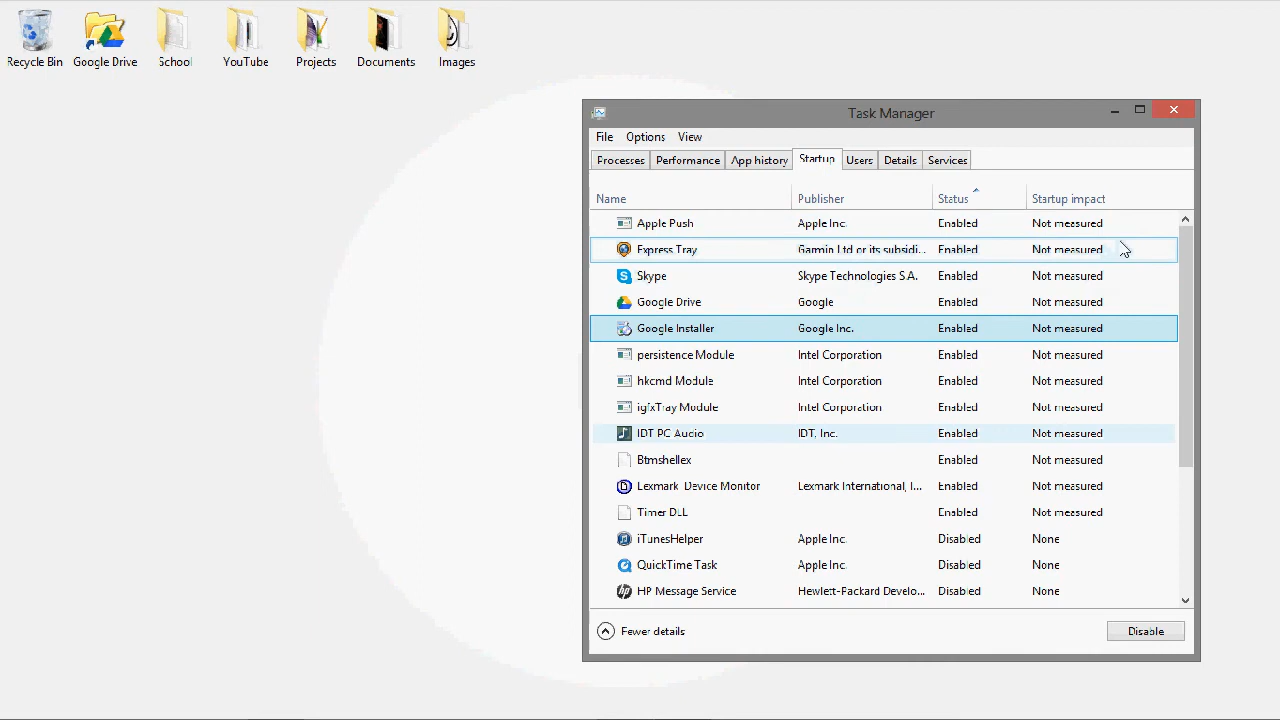 Recycle Bin Google Drive School YouTube Projects Documents Images
Task Manager
File Options View
Processes Performance App history Startup Users Details Services
Name Publisher Status Startup impact
Apple Push Apple Inc. Enabled Not measured
Express Tray Garmin Ltd or its subsidi... Enabled Not measured
Skype Skype Technologies S.A. Enabled Not measured
Google Drive Google Enabled Not measured
Google Installer Google Inc. Enabled Not measured
persistence Module Intel Corporation Enabled Not measured
hkcmd Module Intel Corporation Enabled Not measured
igfxTray Module Intel Corporation Enabled Not measured
IDT PC Audio IDT, Inc. Enabled Not measured
Btmshellex Enabled Not measured
Lexmark Device Monitor Lexmark International, I... Enabled Not measured
Timer DLL Enabled Not measured
iTunesHelper Apple Inc. Disabled None
QuickTime Task Apple Inc. Disabled None
HP Message Service Hewlett-Packard Develo... Disabled None
Fewer details Disable